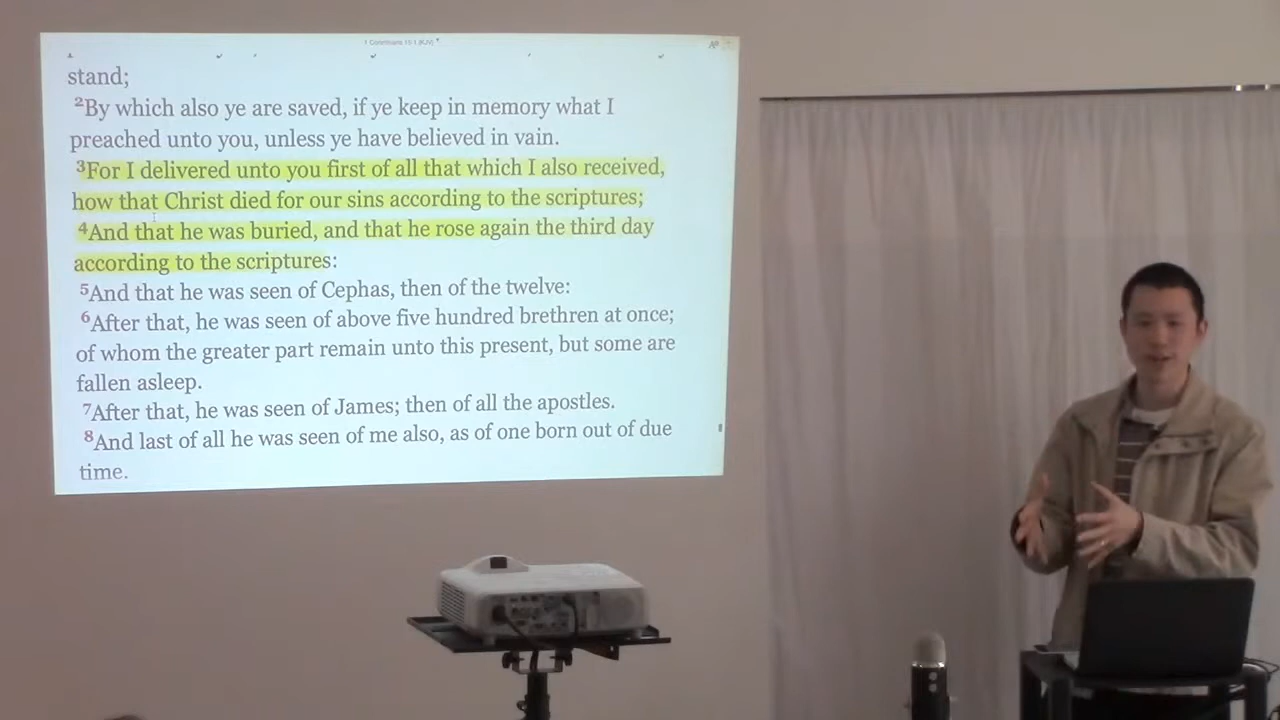 1 Corinthians 15:1 (KJV)
stand;
2By which also ye are saved, if ye keep in memory what I
preached unto you, unless ye have believed in vain.
3For I delivered unto you first of all that which I also received,
how that Christ died for our sins according to the scriptures;
4And that he was buried, and that he rose again the third day
according to the scriptures:
5And that he was seen of Cephas, then of the twelve:
6After that, he was seen of above five hundred brethren at once;
of whom the greater part remain unto this present, but some are
fallen asleep.
7After that, he was seen of James; then of all the apostles.
8And last of all he was seen of me also, as of one born out of due
time.